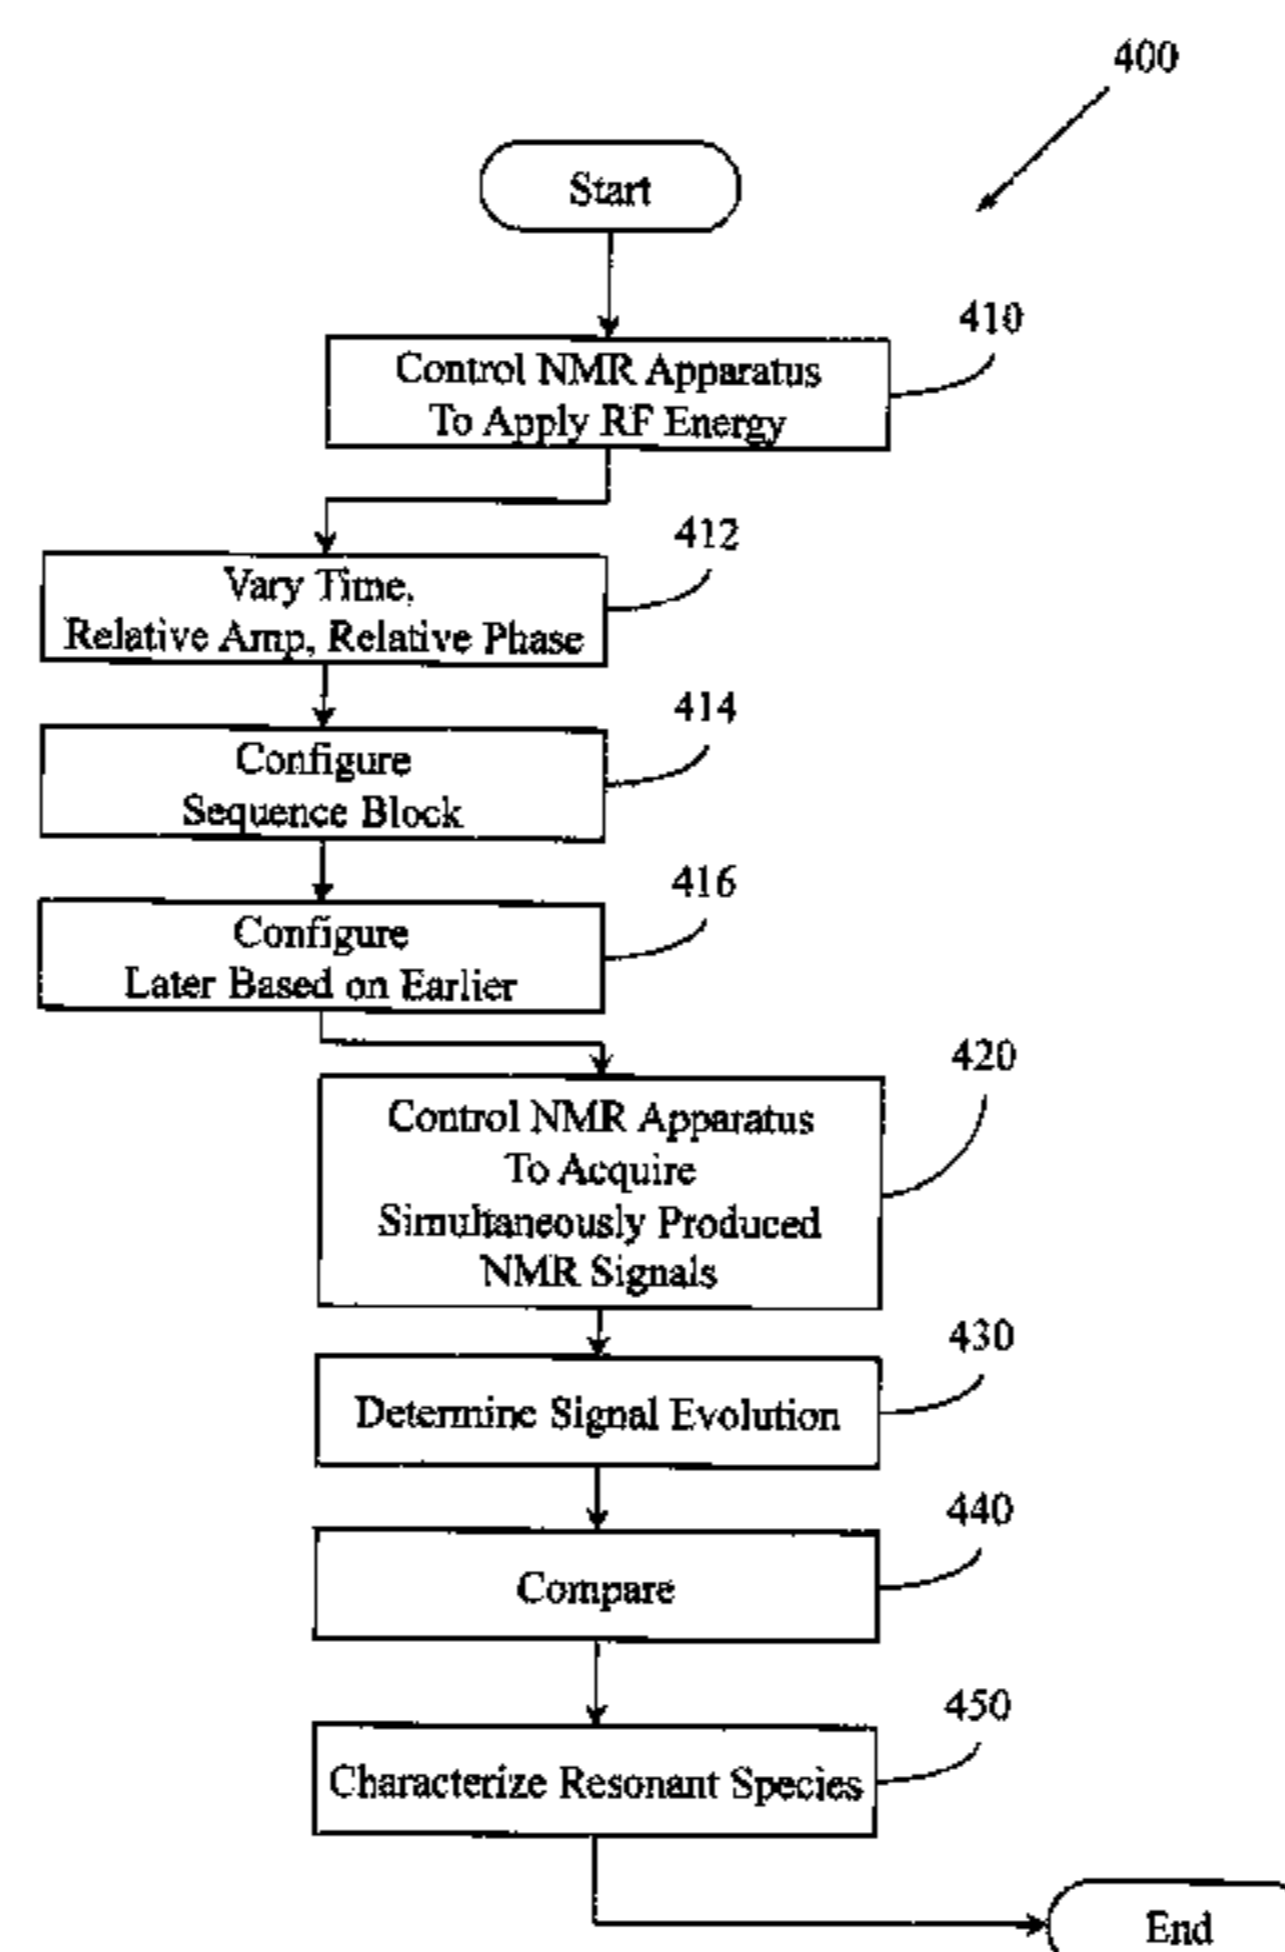 400
Start
410
Control NMR Apparatus
To Apply RF Energy
412
Vary Time,
Relative Amp, Relative Phase
414
Configure
Sequence Block
416
Configure
Later Based on Earlier
420
Control NMR Apparatus
To Acquire
Simultaneously Produced
NMR Signals
430
Determine Signal Evolution
440
Compare
450
Characterize Resonant Species
End